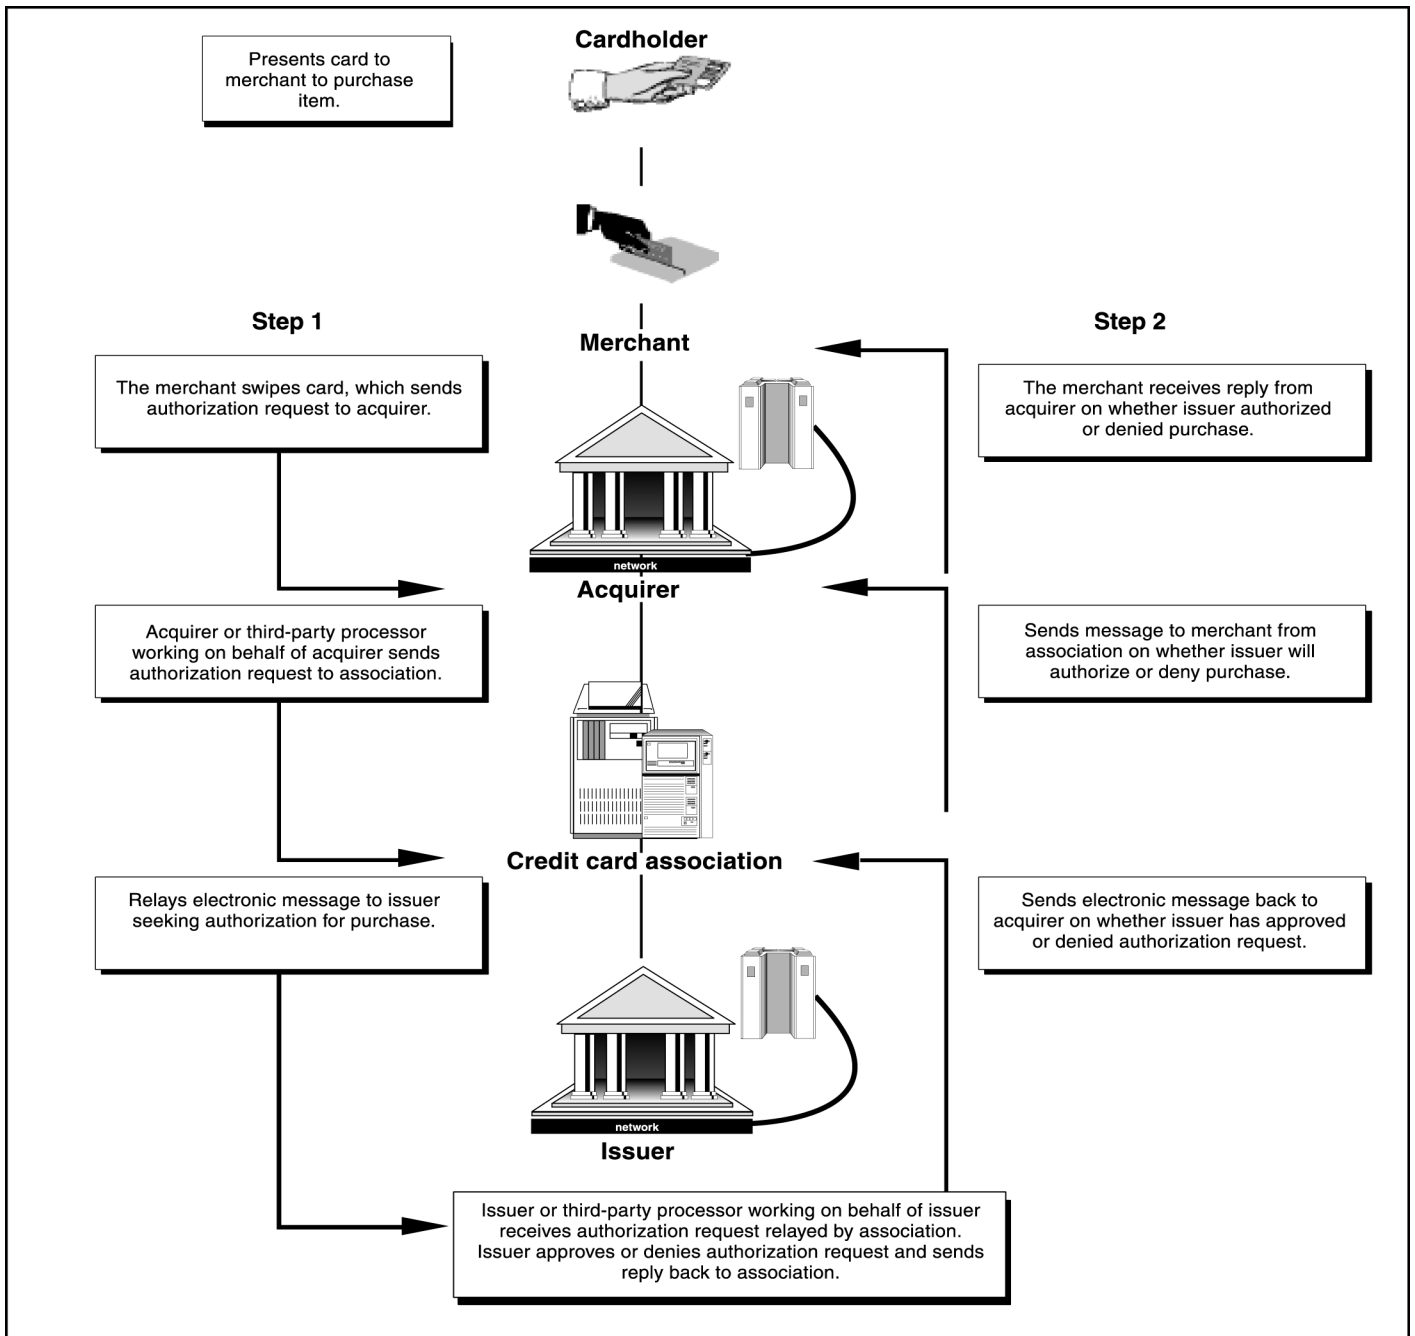 Cardholder
Presents card to
merchant to purchase
item.
Step 1
Step 2
Merchant
The merchant swipes card, which sends
authorization request to acquirer.
The merchant receives reply from
acquirer on whether issuer authorized
or denied purchase.
network
Acquirer
Acquirer or third-party processor
working on behalf of acquirer sends
authorization request to association.
Sends message to merchant from
association on whether issuer will
authorize or deny purchase.
Credit card association
Relays electronic message to issuer
seeking authorization for purchase.
Sends electronic message back to
acquirer on whether issuer has approved
or denied authorization request.
network
Issuer
Issuer or third-party processor working on behalf of issuer
receives authorization request relayed by association.
Issuer approves or denies authorization request and sends
reply back to association.